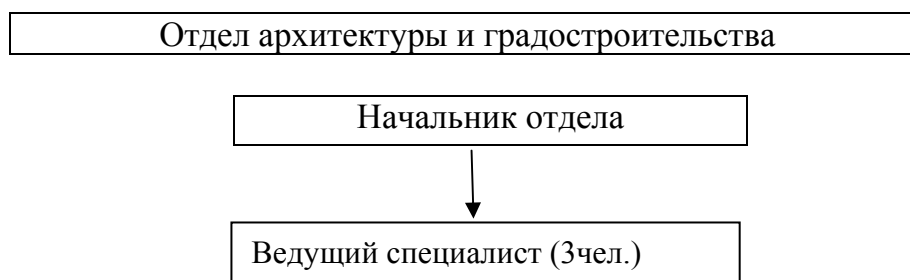 Отдел архитектуры и градостроительства
Начальник отдела
Ведущий специалист (3чел.)